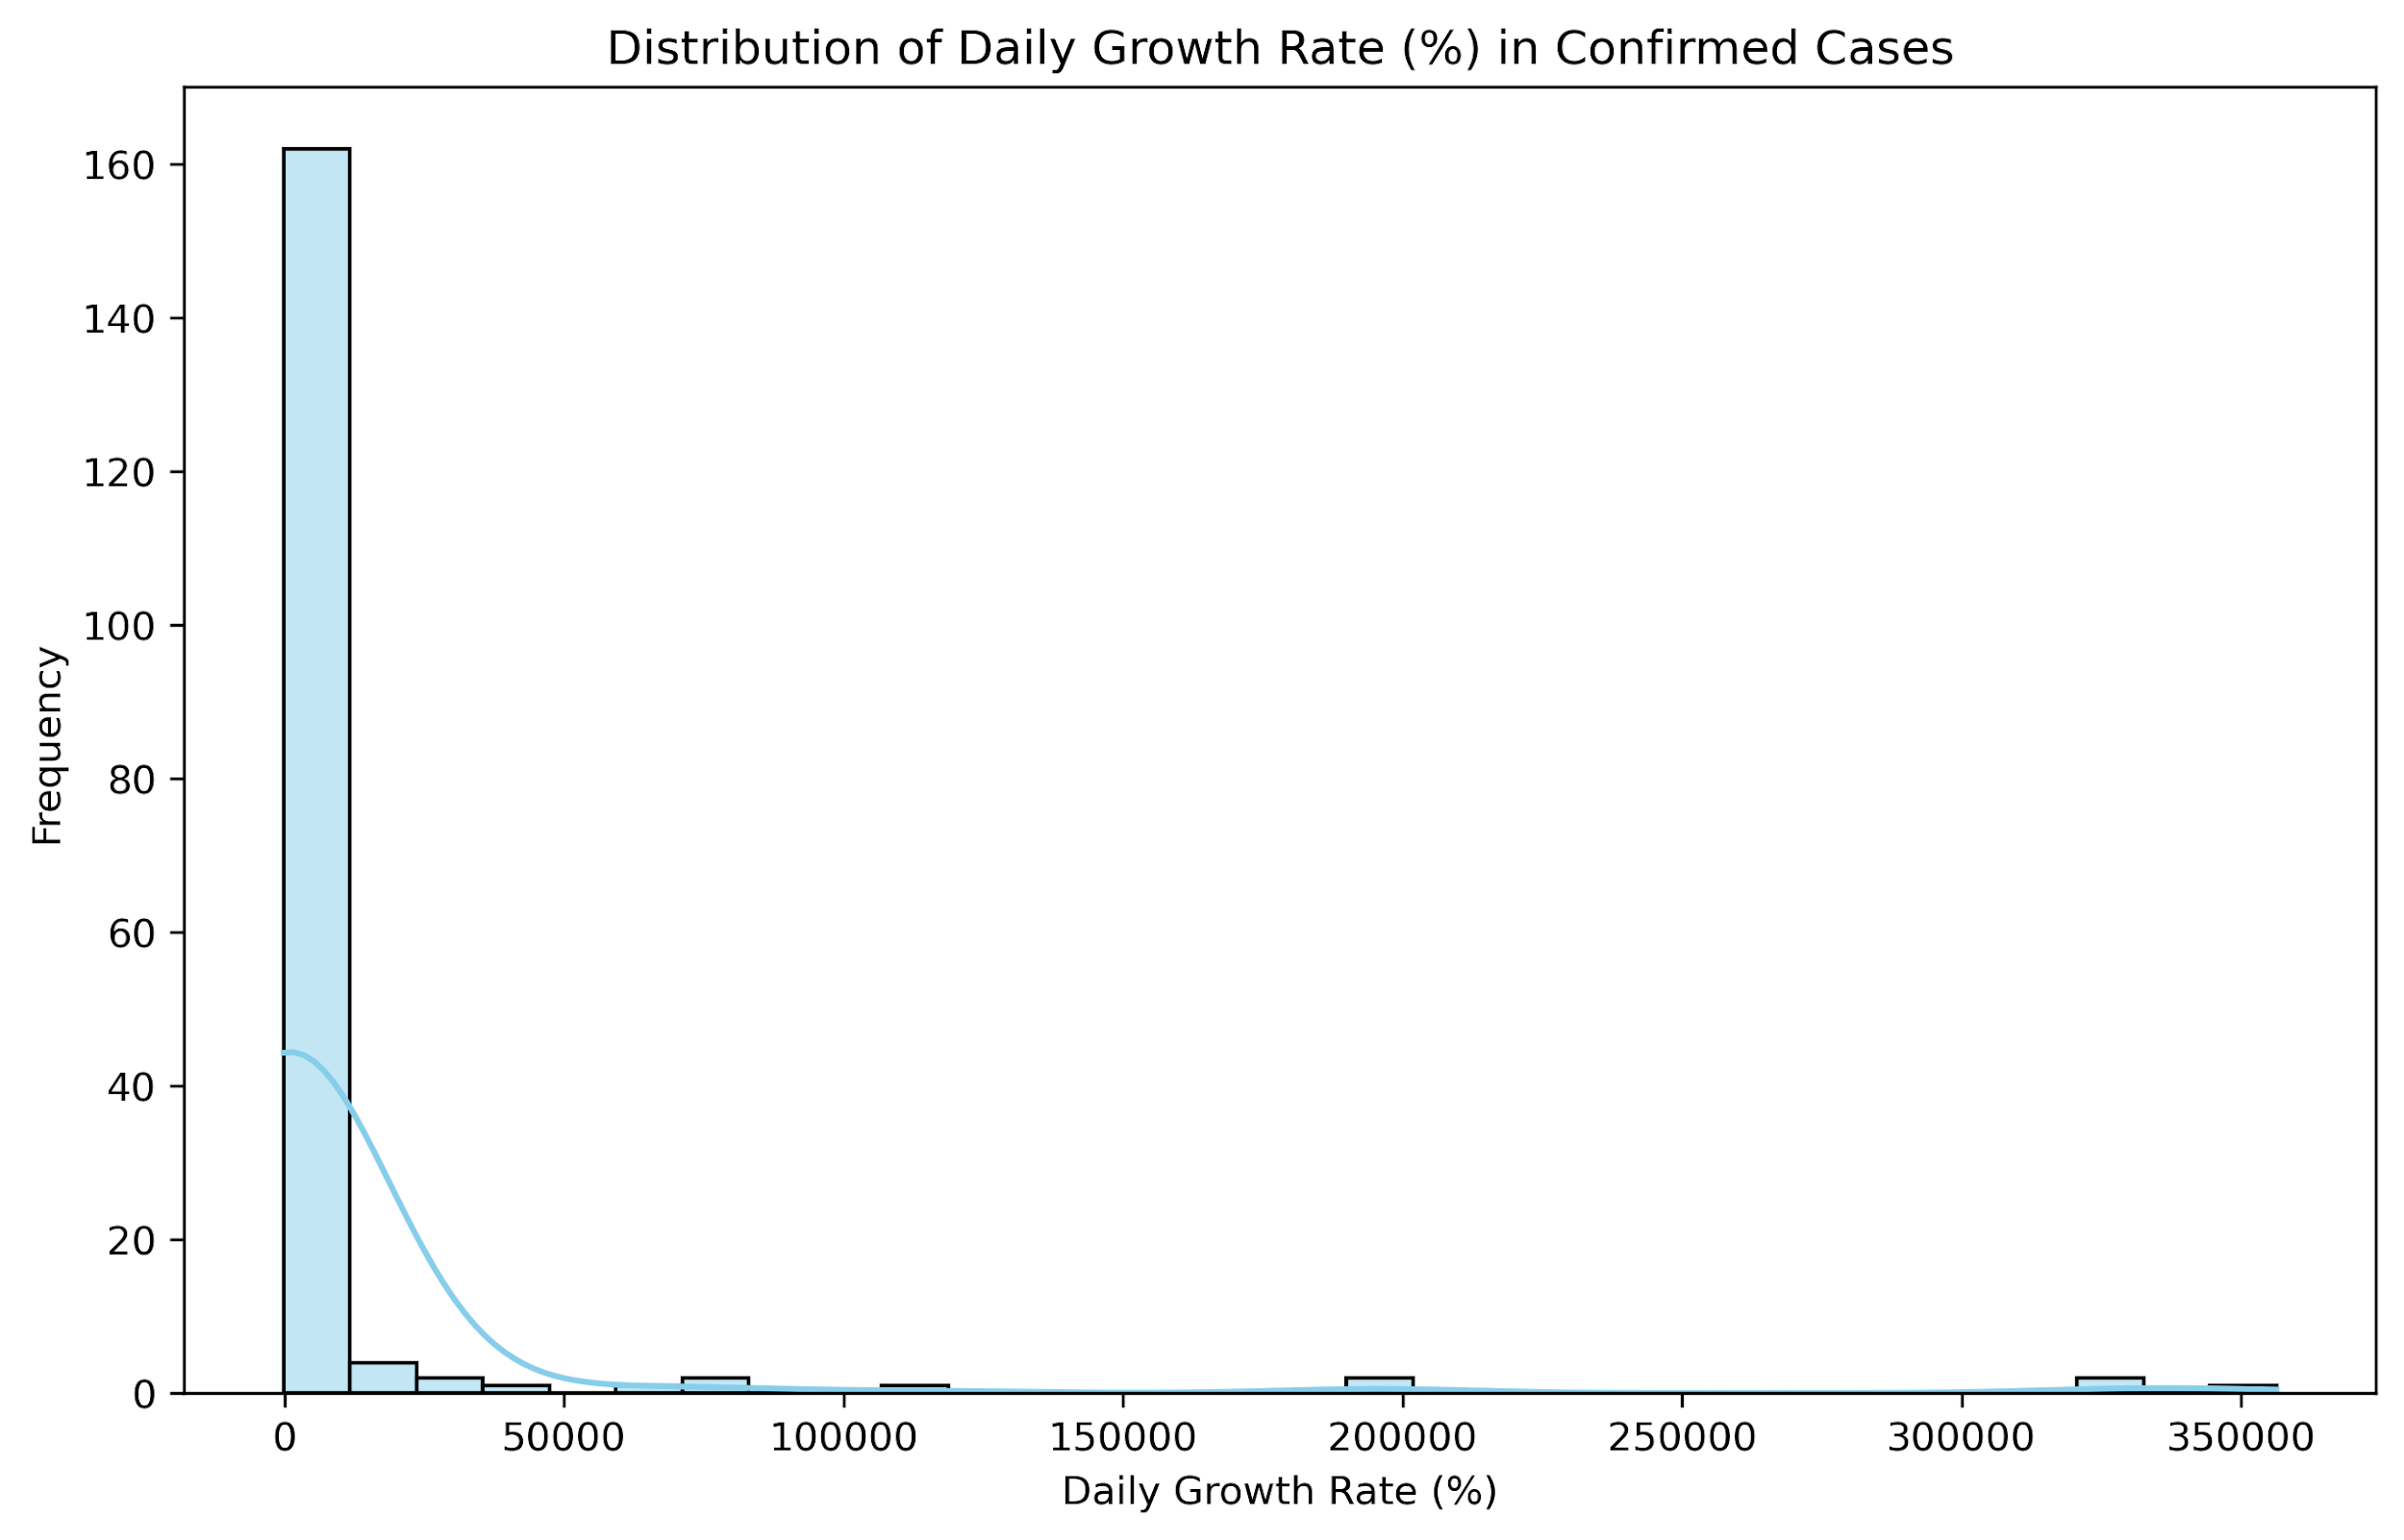 Distribution of Daily Growth Rate (%) in Confirmed Cases
160
140
120
100
80
60
40
20
0
Frequency
0 50000 100000 150000 200000 250000 300000 350000
Daily Growth Rate (%)